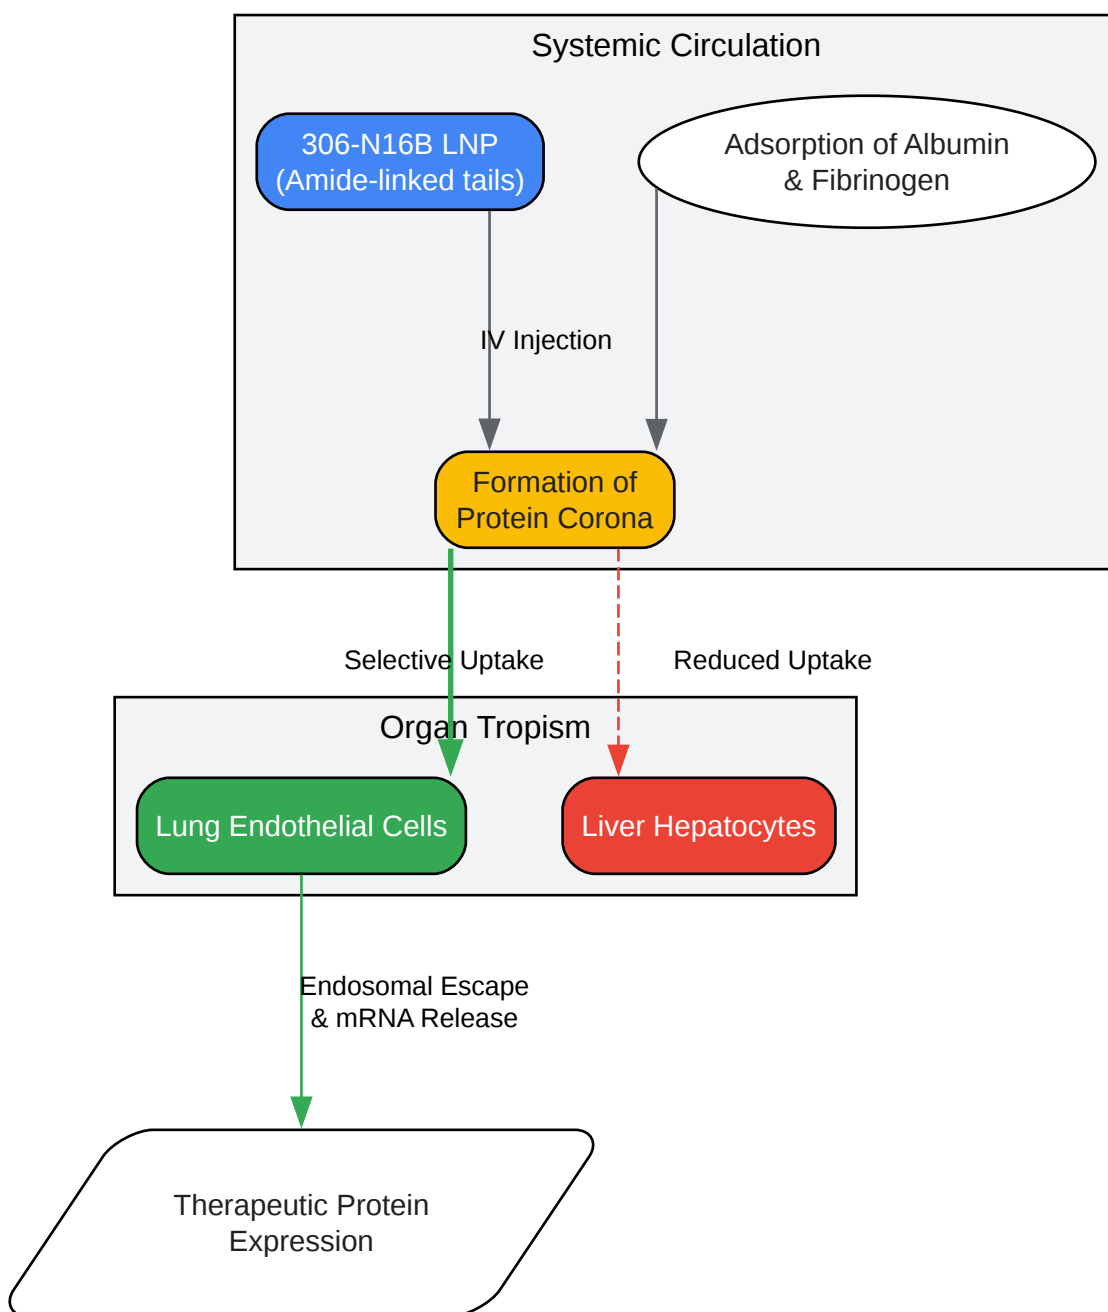 Systemic Circulation
306-N16B LNP
(Amide-linked tails)
Adsorption of Albumin
& Fibrinogen
IV Injection
Formation of
Protein Corona
Selective Uptake
Reduced Uptake
Organ Tropism
Lung Endothelial Cells
Liver Hepatocytes
Endosomal Escape
& mRNA Release
Therapeutic Protein
Expression